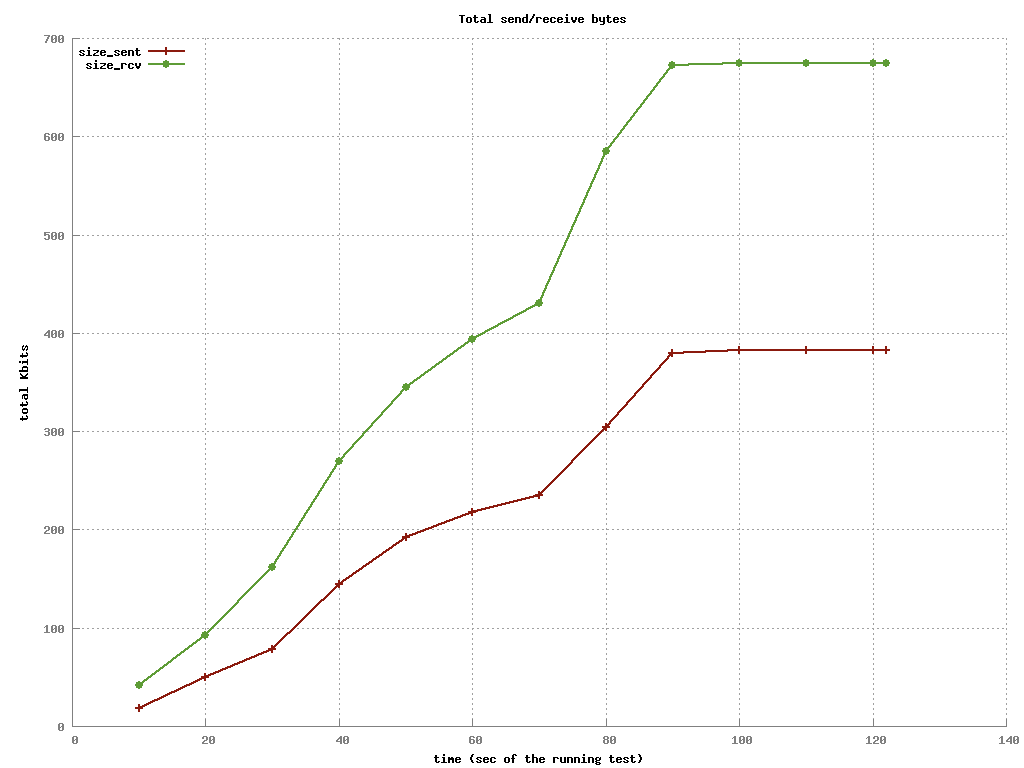 Total send/receive bytes
size_sent
size_rcv
700
600
500
400
300
200
100
0
total Kbits
0 20 40 60 80 100 120 140
time (sec of the running test)